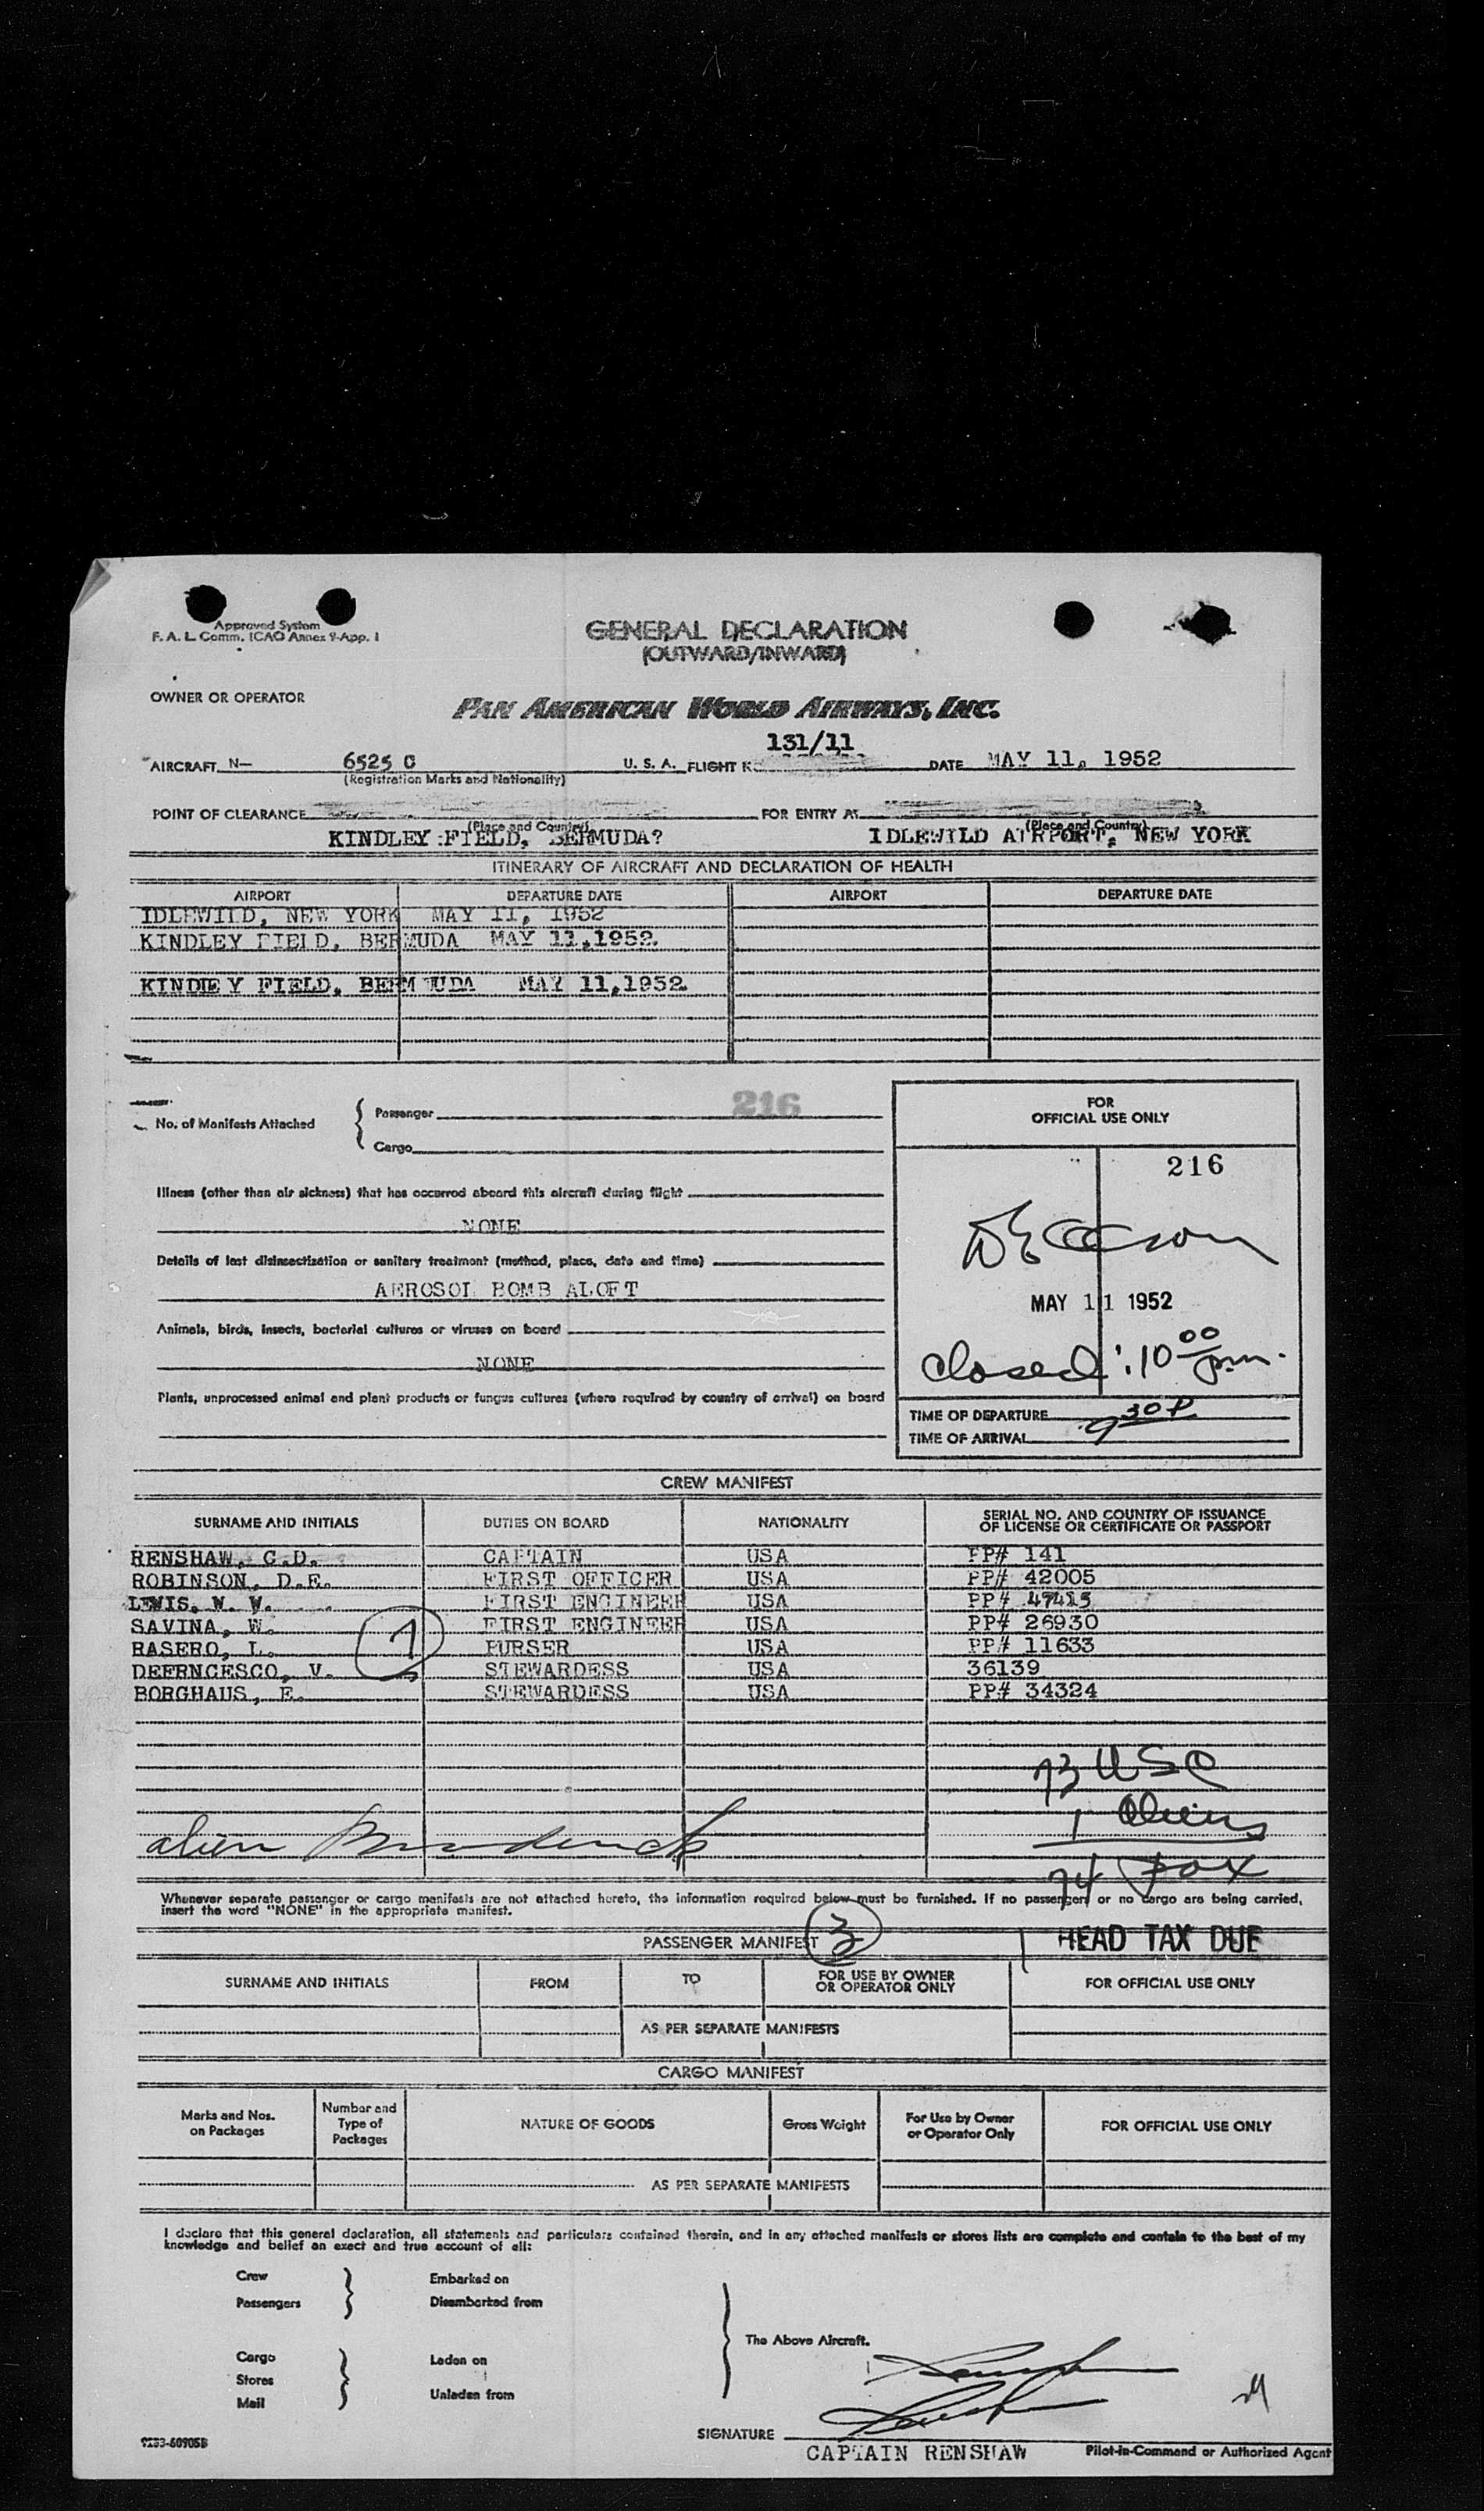 Approved System
F. A. L. Comm. ICAO Annex 9-App. 1
GENERAL DECLARATION
(OUTWARD/INWARD)
OWNER OR OPERATOR
PAN AMERICAN WORLD AIRWAYS, INC.
131/11
AIRCRAFT N— 6525 C U. S. A. FLIGHT DATE MAY 11, 1952
(Registration Marks and Nationality)
POINT OF CLEARANCE FOR ENTRY AT
(Place and Country) (Place and Country)
KINDLEY FIELD, BERMUDA? IDLEWILD AIRPORT, NEW YORK
ITINERARY OF AIRCRAFT AND DECLARATION OF HEALTH
AIRPORT DEPARTURE DATE AIRPORT DEPARTURE DATE
IDLEWILD, NEW YORK MAY 11, 1952
KINDLEY FIELD, BERMUDA MAY 11,1952.
KINDLEY FIELD, BERMUDA MAY 11,1952.
216
No. of Manifests Attached
Passenger
Cargo
FOR
OFFICIAL USE ONLY
216
MAY 11 1952
closed: 10 00 pm.
TIME OF DEPARTURE
9 30 P
TIME OF ARRIVAL
Illness (other than air sickness) that has occurred aboard this aircraft during flight
NONE
Details of last disinsectization or sanitary treatment (method, place, date and time)
AEROSOL BOMB ALOFT
Animals, birds, insects, bacterial cultures or viruses on board
NONE
Plants, unprocessed animal and plant products or fungus cultures (where required by country of arrival) on board
CREW MANIFEST
SURNAME AND INITIALS DUTIES ON BOARD NATIONALITY SERIAL NO. AND COUNTRY OF ISSUANCE
OF LICENSE OR CERTIFICATE OR PASSPORT
RENSHAW, C.D. CAPTAIN USA PP# 141
ROBINSON, D.E. FIRST OFFICER USA PP# 42005
LEWIS, W. W. FIRST ENGINEER USA PP# 47415
SAVINA, W. FIRST ENGINEER USA PP# 26930
RASERO, L. PURSER USA PP# 11633
DEFRNCESCO, V. STEWARDESS USA 36139
BORGHAUS, E. STEWARDESS USA PP# 34324
7
73 USC
1 Aliens
74 pax
alien
Whenever separate passenger or cargo manifests are not attached hereto, the information required below must be furnished. If no passengers or no cargo are being carried,
insert the word "NONE" in the appropriate manifest.
PASSENGER MANIFEST 3 1 HEAD TAX DUE
SURNAME AND INITIALS FROM TO FOR USE BY OWNER
OR OPERATOR ONLY FOR OFFICIAL USE ONLY
AS PER SEPARATE MANIFESTS
CARGO MANIFEST
Marks and Nos.
on Packages
Number and
Type of
Packages
NATURE OF GOODS
Gross Weight
For Use by Owner
or Operator Only
FOR OFFICIAL USE ONLY
AS PER SEPARATE MANIFESTS
I declare that this general declaration, all statements and particulars contained therein, and in any attached manifests or stores lists are complete and contain to the best of my
knowledge and belief an exact and true account of all:
Crew Embarked on
Passengers Disembarked from
The Above Aircraft.
Cargo Laden on
Stores
Mail Unladen from
SIGNATURE
CAPTAIN RENSHAW Pilot-in-Command or Authorized Agent
9233-60905B